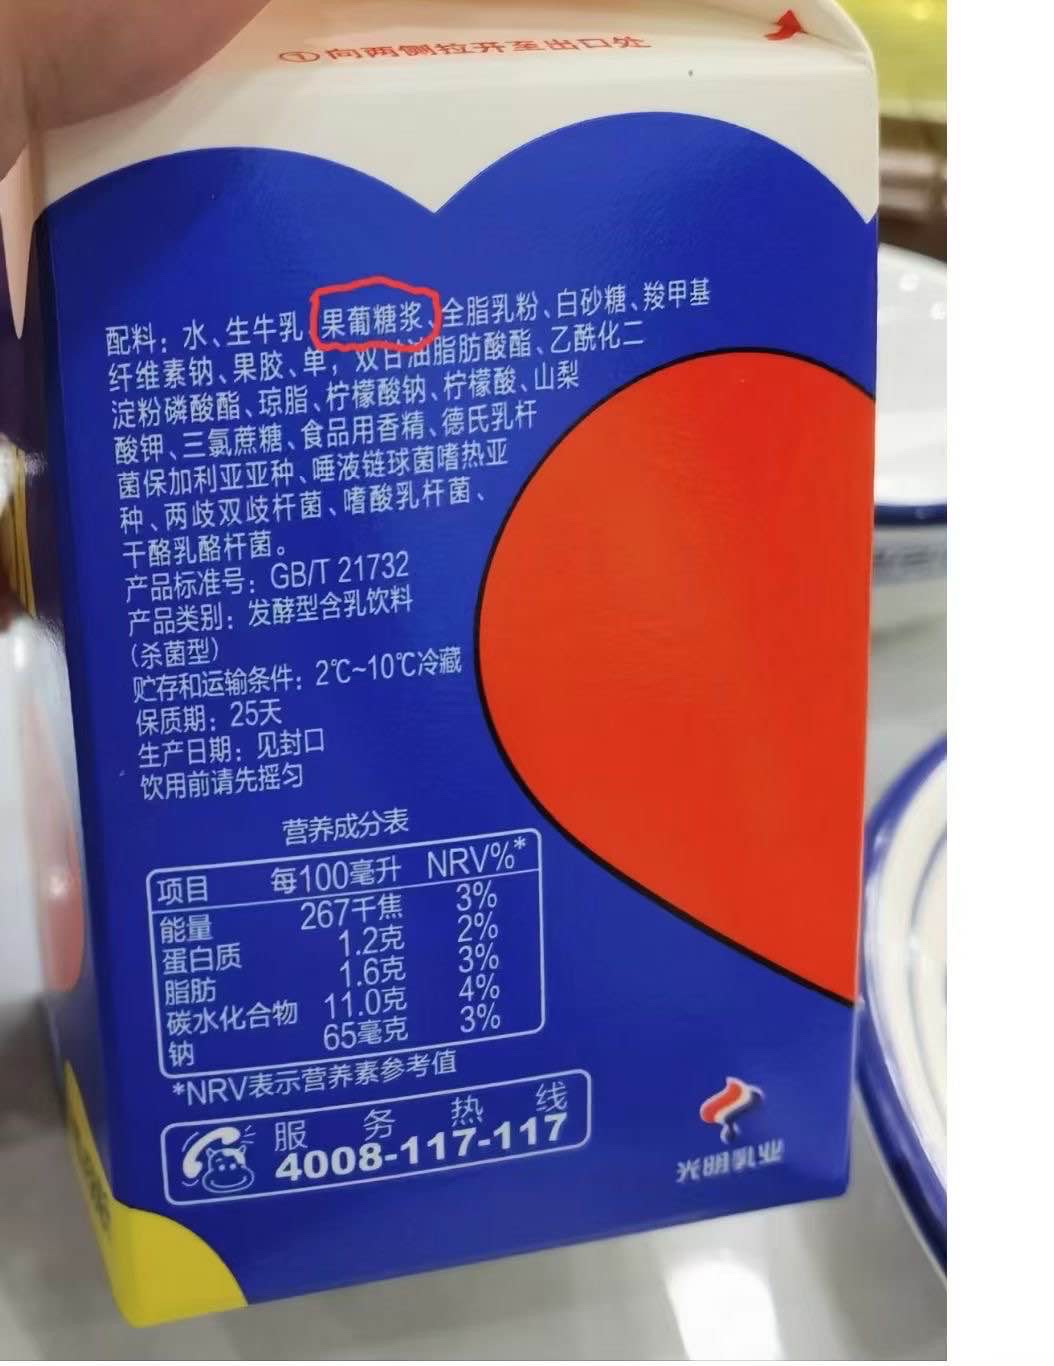 ①向两侧拉开至出口处
配料：水、生牛乳、果葡糖浆、全脂乳粉、白砂糖、羧甲基
纤维素钠、果胶、单，双甘油脂肪酸酯、乙酰化二
淀粉磷酸酯、琼脂、柠檬酸钠、柠檬酸、山梨
酸钾、三氯蔗糖、食品用香精、德氏乳杆
菌保加利亚亚种、唾液链球菌嗜热亚
种、两歧双歧杆菌、嗜酸乳杆菌、
干酪乳酪杆菌。
产品标准号：GB/T 21732
产品类别：发酵型含乳饮料
(杀菌型)
贮存和运输条件：2℃~10℃冷藏
保质期：25天
生产日期：见封口
饮用前请先摇匀
营养成分表
项目 每100毫升 NRV%*
能量 267千焦 3%
蛋白质 1.2克 2%
脂肪 1.6克 3%
碳水化合物 11.0克 4%
钠 65毫克 3%
*NRV表示营养素参考值
服务热线
4008-117-117
光明乳业